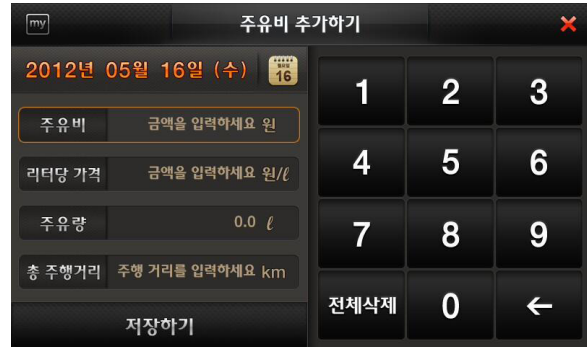 my
주유비 추가하기
2012년 05월 16일 (수)
16
주유비 금액을 입력하세요 원
리터당 가격 금액을 입력하세요 원/ℓ
주유량 0.0 ℓ
총 주행거리 주행 거리를 입력하세요 km
저장하기
1 2 3
4 5 6
7 8 9
전체삭제 0 ←